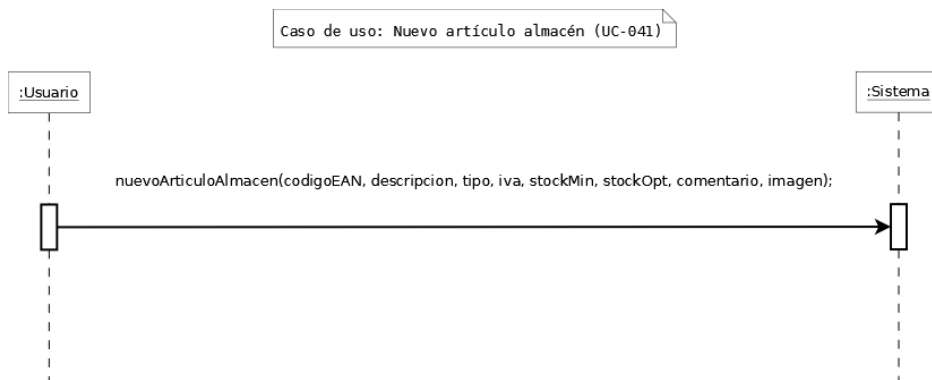 Caso de uso: Nuevo artículo almacén (UC-041)
:Usuario
:Sistema
nuevoArticuloAlmacen(codigoEAN, descripcion, tipo, iva, stockMin, stockOpt, comentario, imagen);